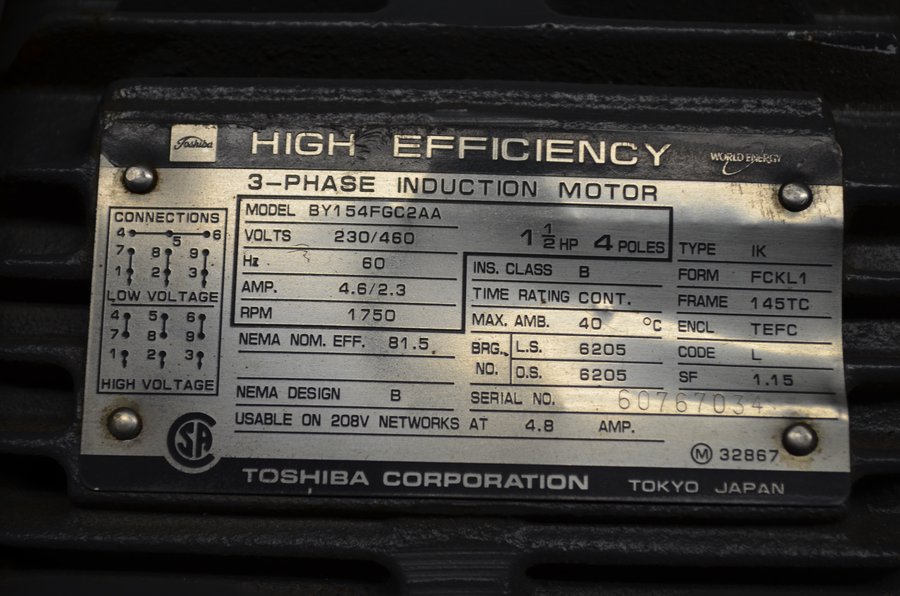 Toshiba HIGH EFFICIENCY WORLD ENERGY
3-PHASE INDUCTION MOTOR
CONNECTIONS
4 5 6
7 8 9
1 2 3
LOW VOLTAGE
4 5 6
7 8 9
1 2 3
HIGH VOLTAGE
MODEL BY154FGC2AA
VOLTS 230/460
1 1/2 HP 4 POLES
Hz 60
AMP. 4.6/2.3
RPM 1750
NEMA NOM. EFF. 81.5
NEMA DESIGN B
USABLE ON 208V NETWORKS AT 4.8 AMP.
INS. CLASS B
TIME RATING CONT.
MAX. AMB. 40 °C
BRG. NO. L.S. 6205
O.S. 6205
SERIAL NO. 60767034
TYPE IK
FORM FCKL1
FRAME 145TC
ENCL TEFC
CODE L
SF 1.15
SA
M 32867
TOSHIBA CORPORATION TOKYO JAPAN